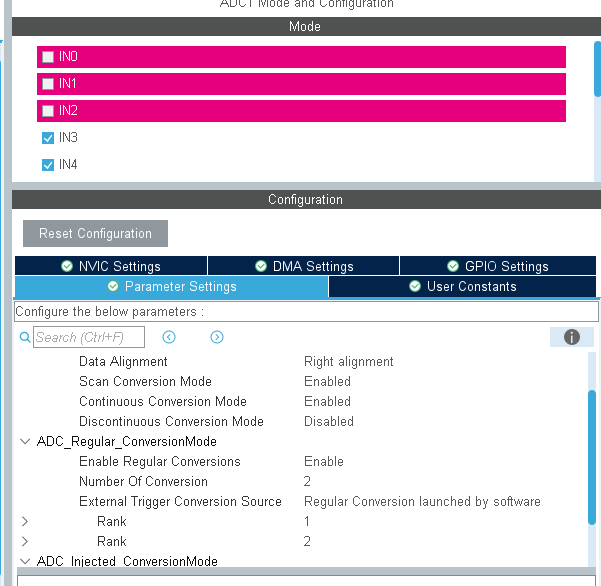 ADC1 Mode and Configuration
Mode
IN0
IN1
IN2
IN3
IN4
Configuration
Reset Configuration
NVIC Settings DMA Settings GPIO Settings
Parameter Settings User Constants
Configure the below parameters :
Search (Ctrl+F)
Data Alignment Right alignment
Scan Conversion Mode Enabled
Continuous Conversion Mode Enabled
Discontinuous Conversion Mode Disabled
ADC_Regular_ConversionMode
Enable Regular Conversions Enable
Number Of Conversion 2
External Trigger Conversion Source Regular Conversion launched by software
Rank 1
Rank 2
ADC_Injected_ConversionMode